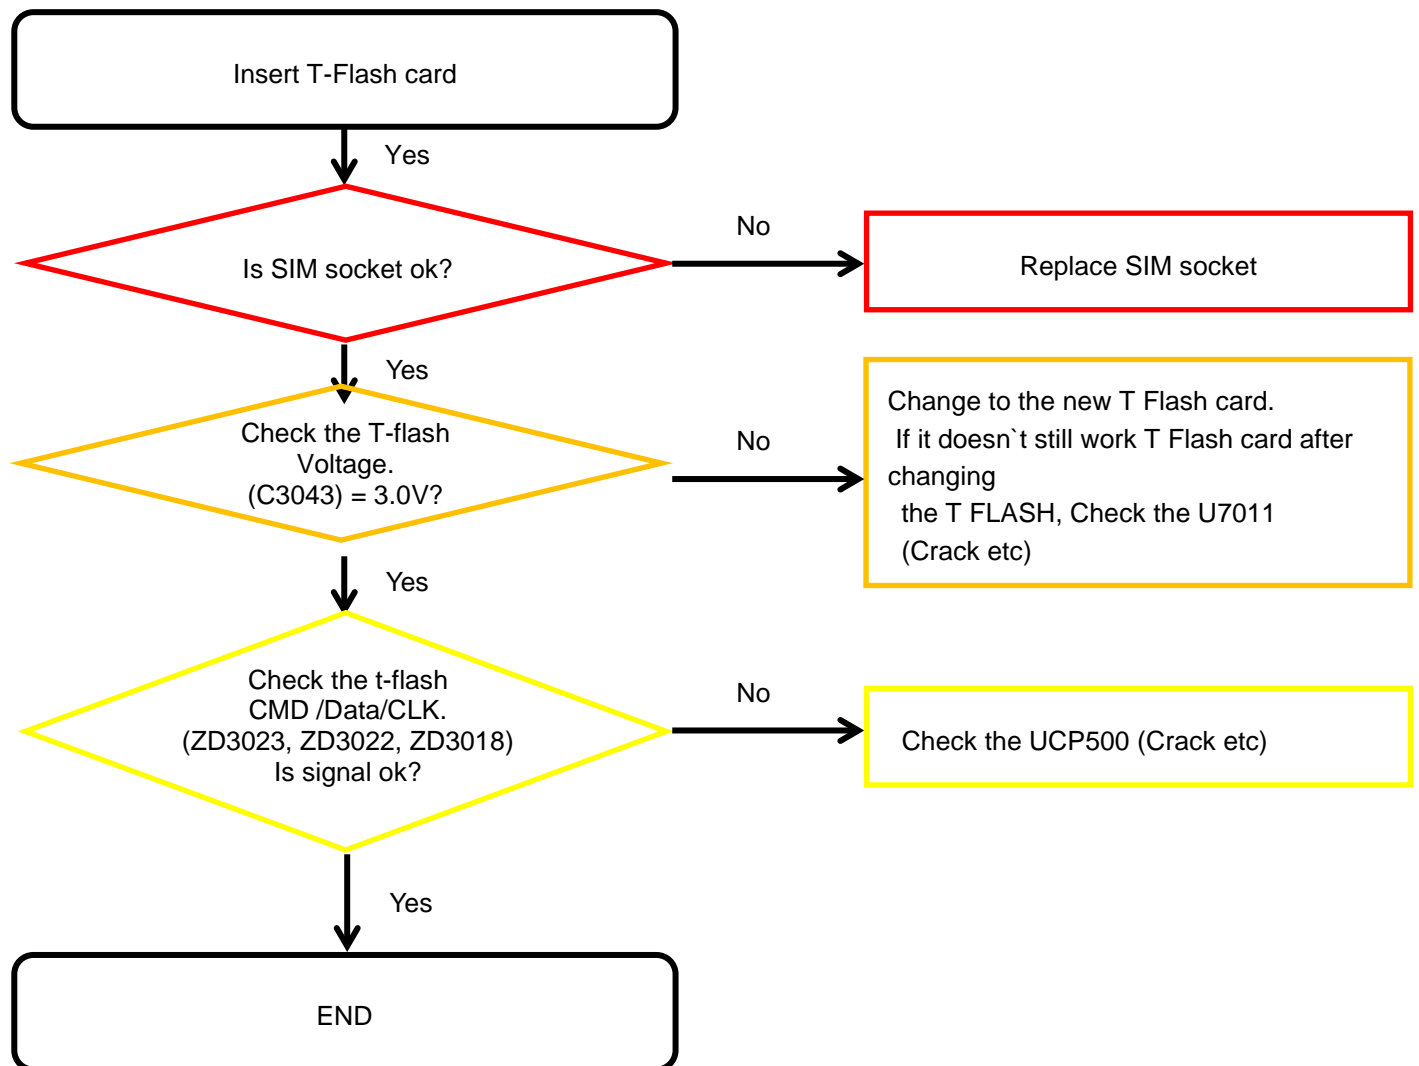 Insert T-Flash card
Yes
Is SIM socket ok?
No
Replace SIM socket
Yes
Check the T-flash
Voltage.
(C3043) = 3.0V?
No
Change to the new T Flash card.
If it doesn`t still work T Flash card after
changing
the T FLASH, Check the U7011
(Crack etc)
Yes
Check the t-flash
CMD /Data/CLK.
(ZD3023, ZD3022, ZD3018)
Is signal ok?
No
Check the UCP500 (Crack etc)
Yes
END